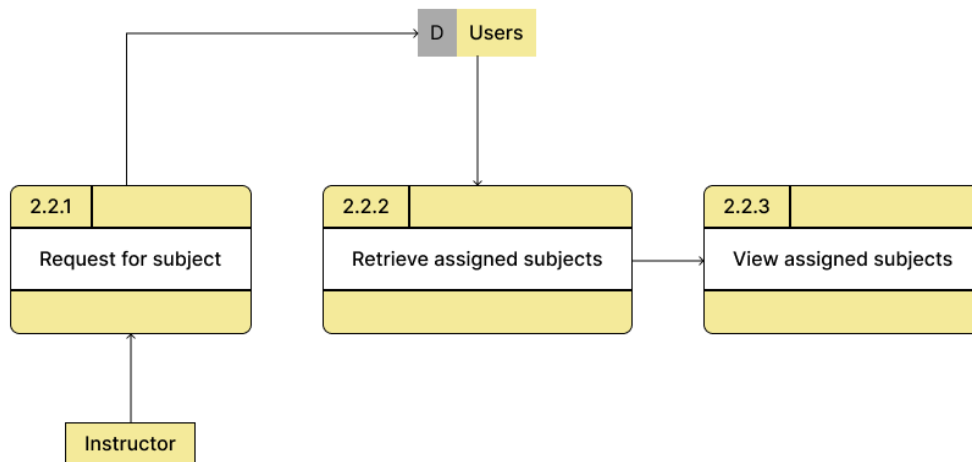 D Users
2.2.1
Request for subject
2.2.2
Retrieve assigned subjects
2.2.3
View assigned subjects
Instructor